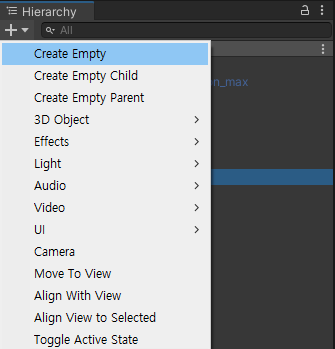 Hierarchy
All
Create Empty
Create Empty Child
Create Empty Parent
3D Object
Effects
Light
Audio
Video
UI
Camera
Move To View
Align With View
Align View to Selected
Toggle Active State